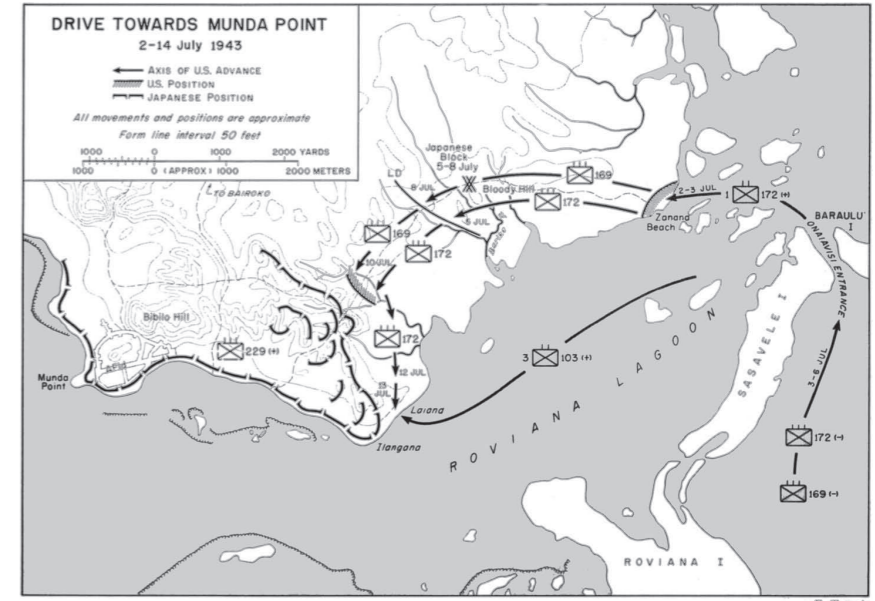 DRIVE TOWARDS MUNDA POINT
2-14 July 1943
AXIS OF U.S. ADVANCE
U.S. POSITION
JAPANESE POSITION
All movements and positions are approximate
Form line interval 50 feet
1000 0 1000 2000 YARDS
1000 0 (APPROX) 1000 2000 METERS
TO BAIROKO
Japanese
Block
5-8 July
LD
8 JUL
Bloody Hill
169
172
2-3 JUL
1 172 (+)
Zanana
Beach
BARAULU
I
ONAIAVISI ENTRANCE
6 JUL
Barike R
169
172
10 JUL
Bibilo Hill
229 (+)
172
AFld
Munda
Point
12 JUL
13
JUL
Laiana
Ilangana
3 103 (+)
ROVIANA LAGOON
SASAVELE I
3-6 JUL
172 (-)
169 (-)
ROVIANA I